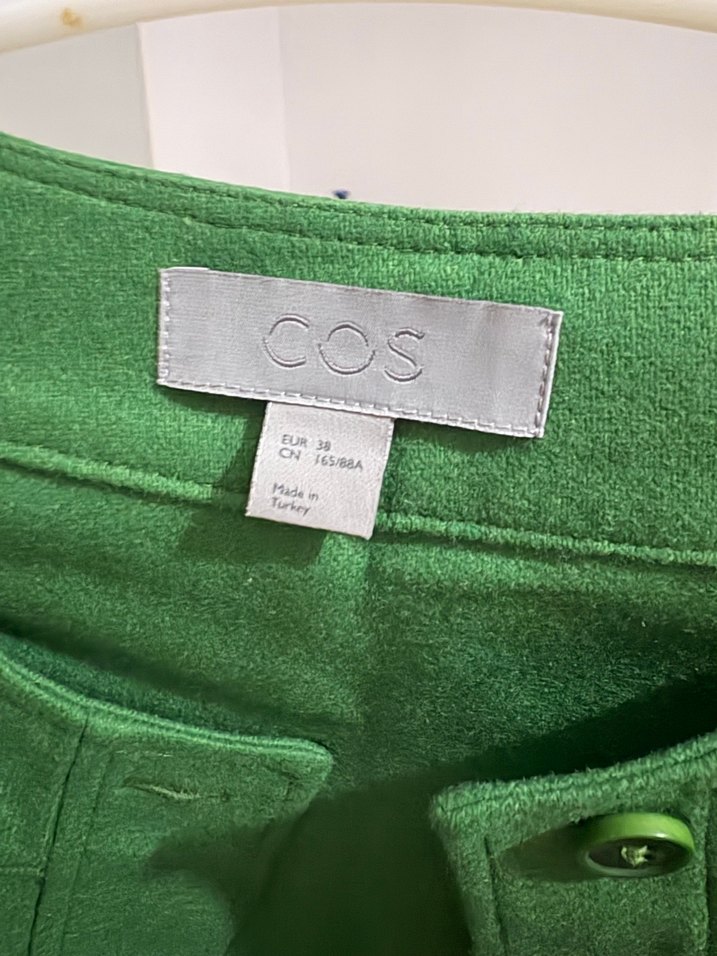 COS
EUR 38
CN 165/88A
Made in
Turkey